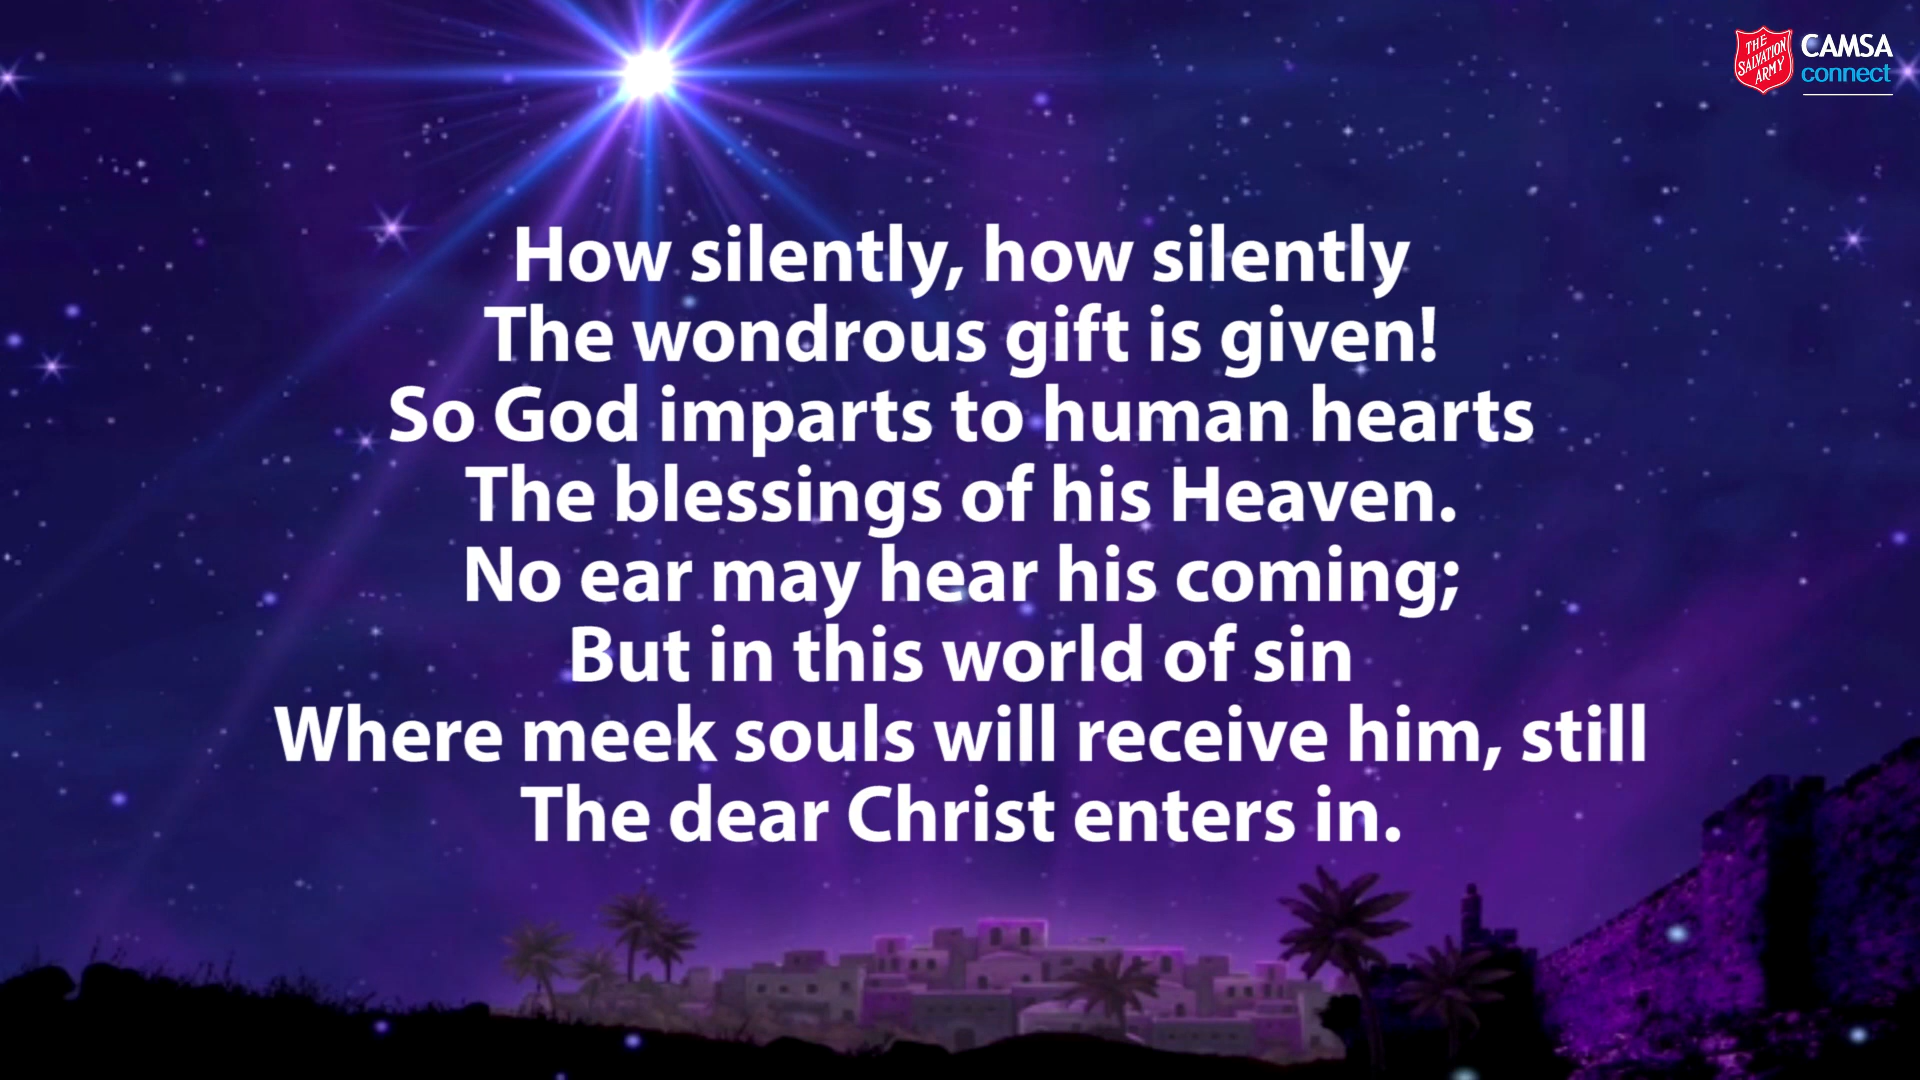 THE
SALVATION
ARMY
CAMSA
connect
How silently, how silently
The wondrous gift is given!
So God imparts to human hearts
The blessings of his Heaven.
No ear may hear his coming;
But in this world of sin
Where meek souls will receive him, still
The dear Christ enters in.